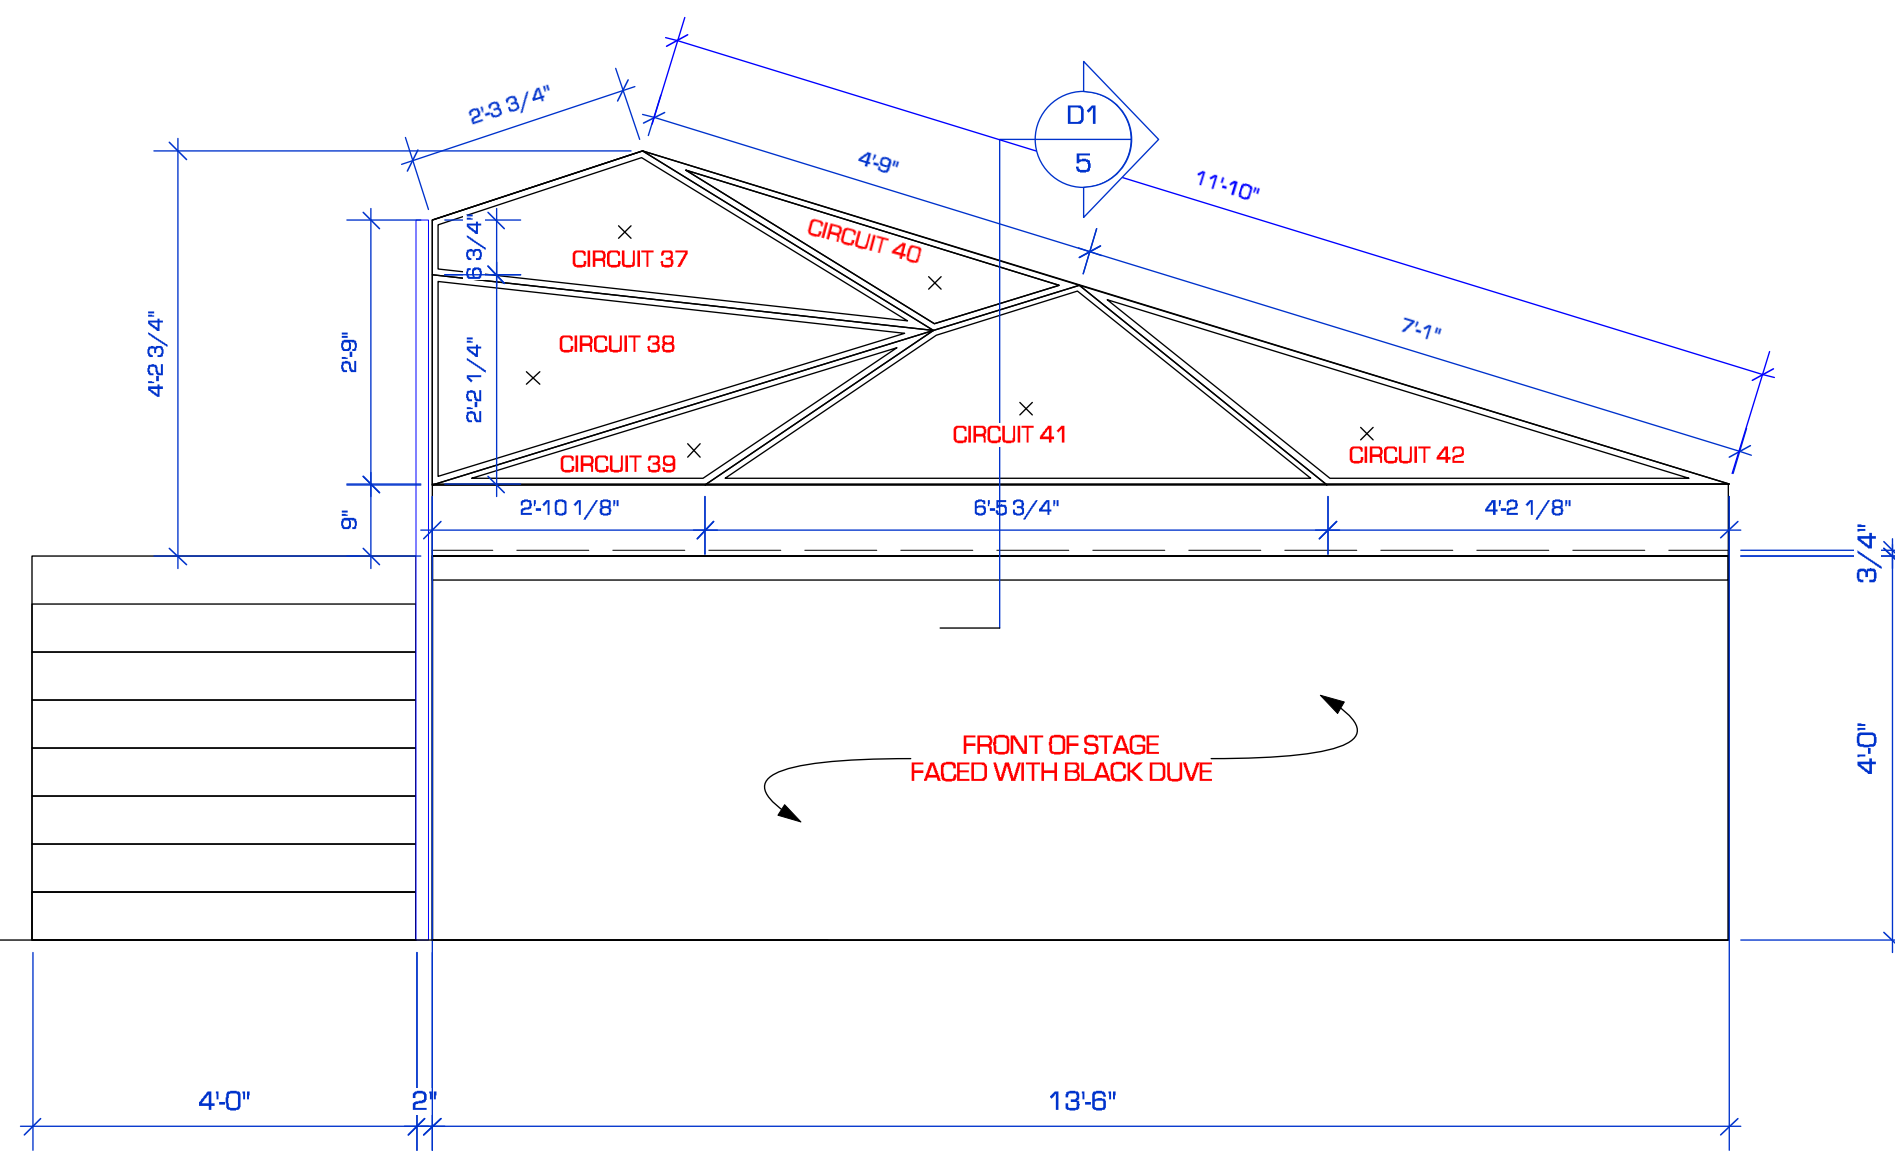 2'-3 3/4"
D1
5
4'-9"
11'-10"
6 3/4"
CIRCUIT 37
CIRCUIT 40
4'-2 3/4"
2'-9"
2'-2 1/4"
CIRCUIT 38
7'-1"
CIRCUIT 39
CIRCUIT 41
CIRCUIT 42
9"
2'-10 1/8"
6'-5 3/4"
4'-2 1/8"
3/4"
FRONT OF STAGE
FACED WITH BLACK DUVE
4'-0"
4'-0"
2"
13'-6"